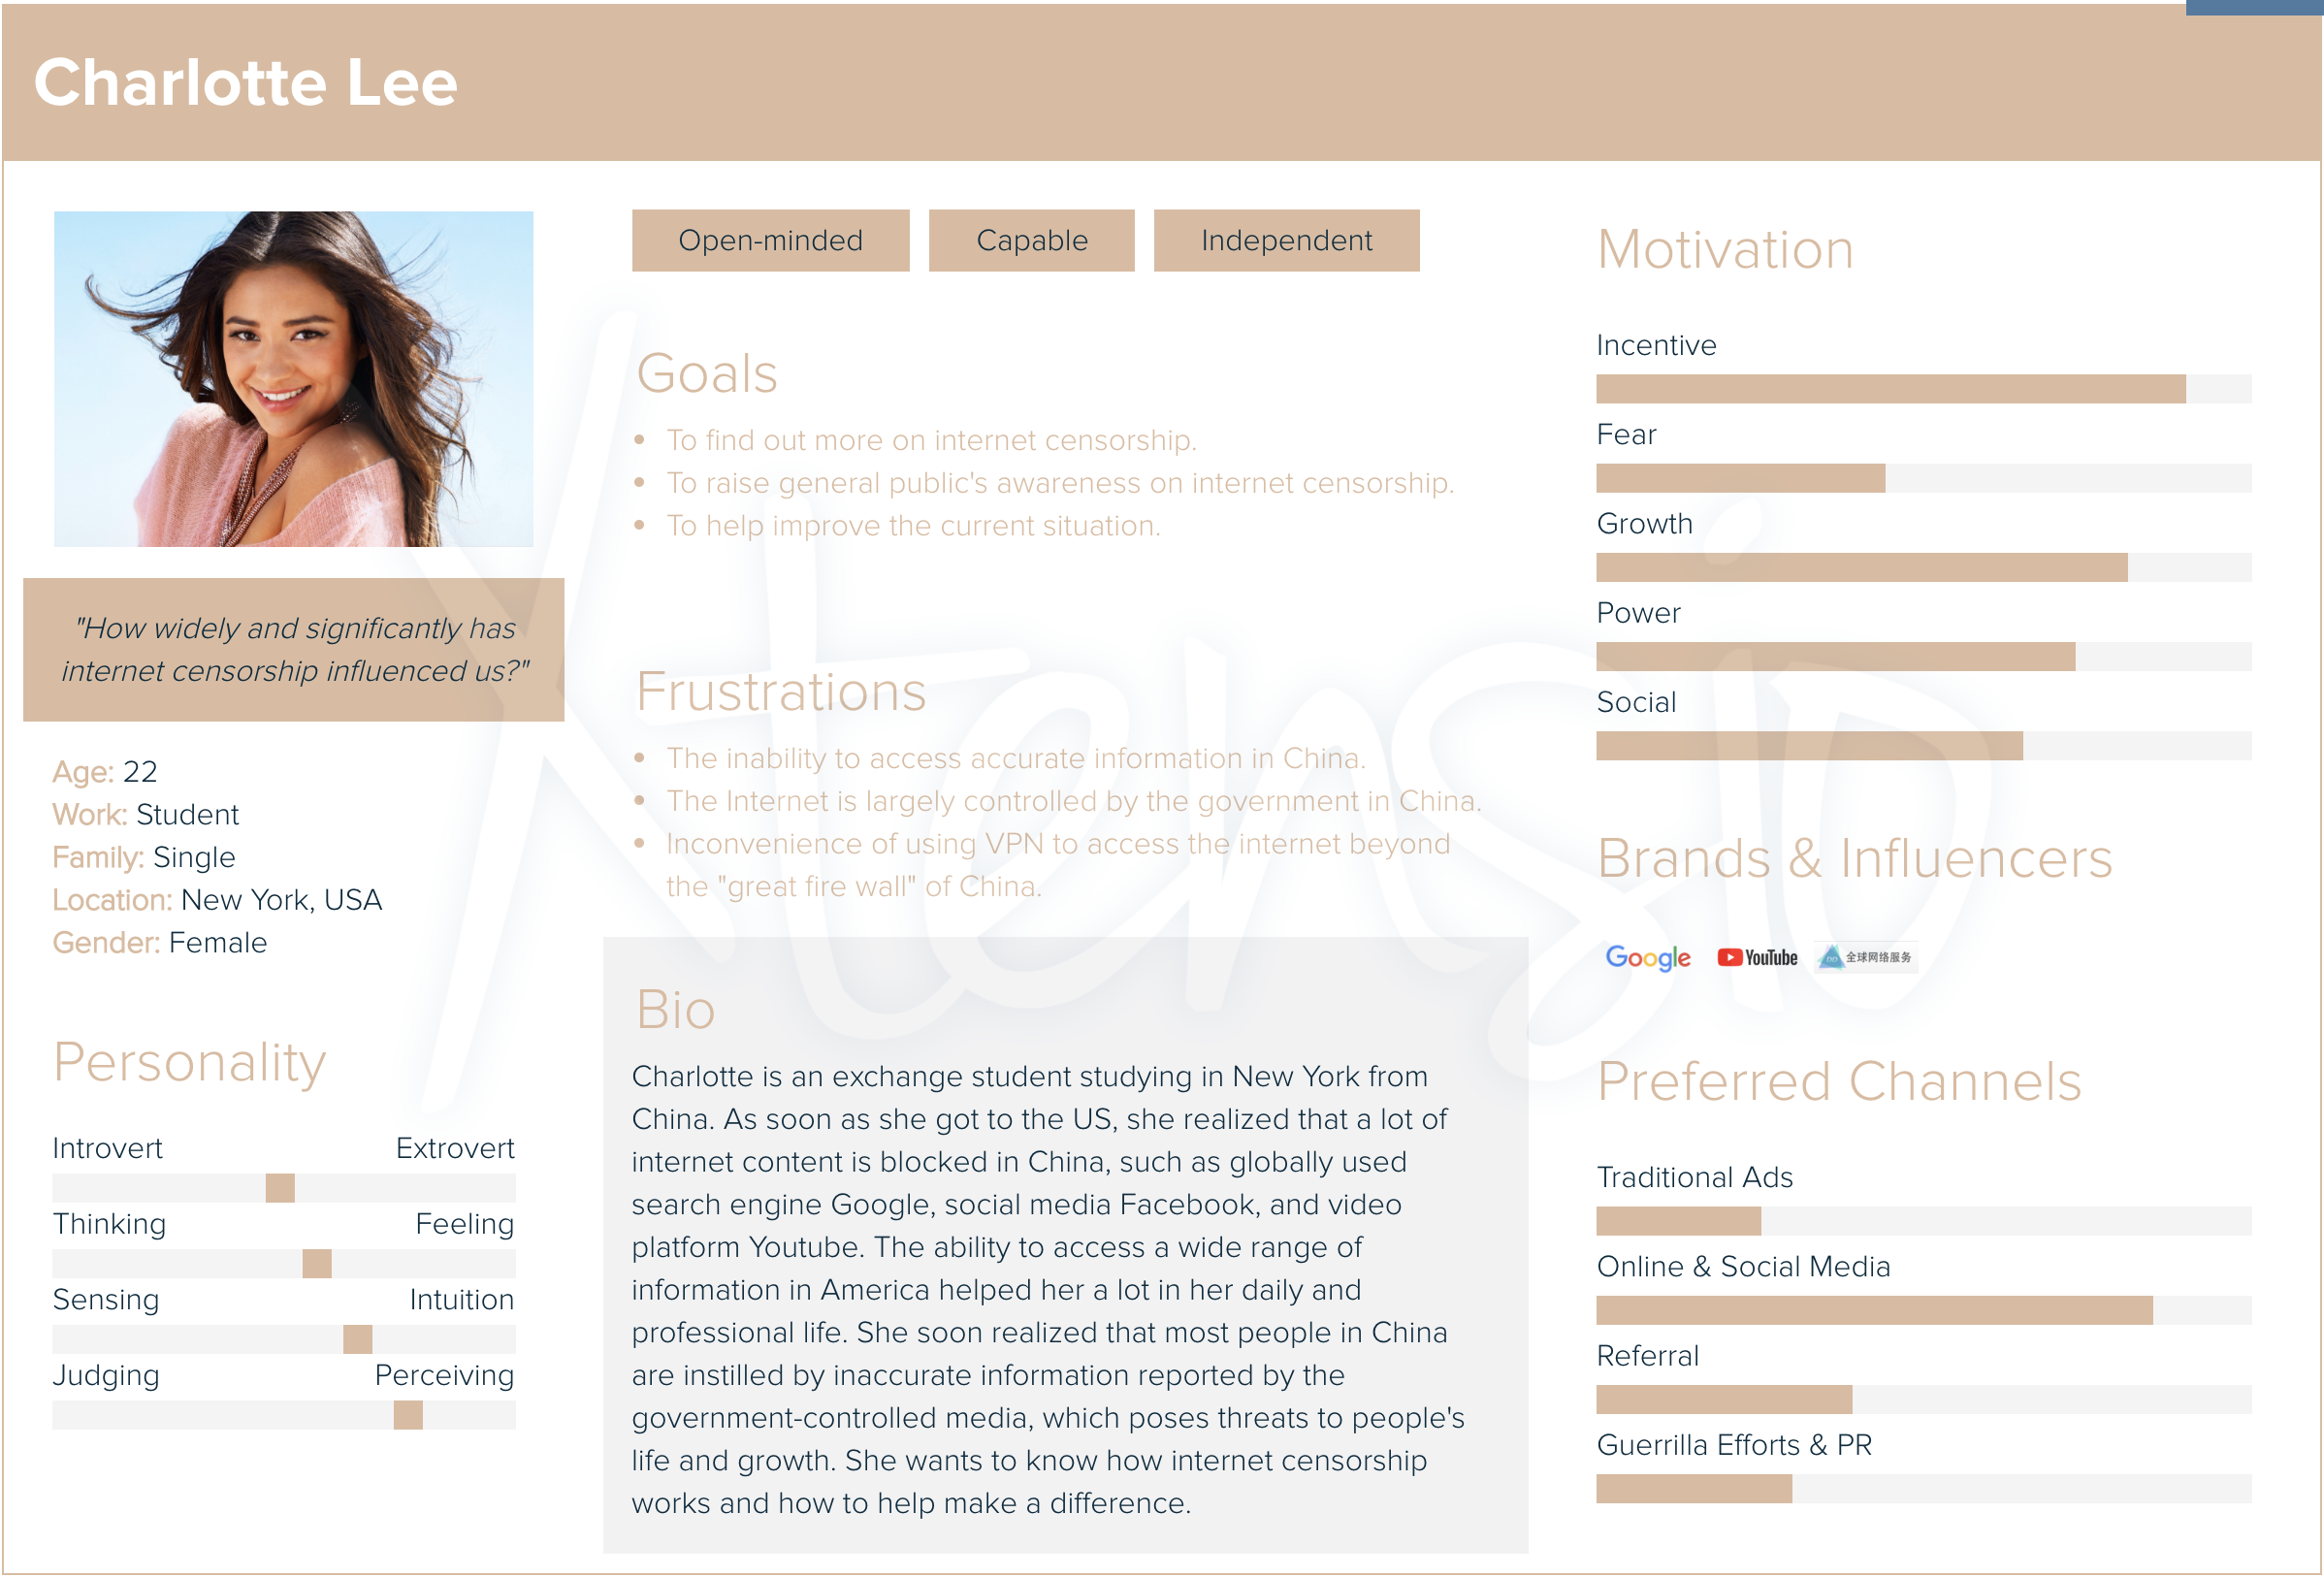 Charlotte Lee
"How widely and significantly has
internet censorship influenced us?"
Age: 22
Work: Student
Family: Single
Location: New York, USA
Gender: Female
Personality
Introvert Extrovert
Thinking Feeling
Sensing Intuition
Judging Perceiving
Open-minded Capable Independent
Goals
• To find out more on internet censorship.
• To raise general public's awareness on internet censorship.
• To help improve the current situation.
Frustrations
• The inability to access accurate information in China.
• The Internet is largely controlled by the government in China.
• Inconvenience of using VPN to access the internet beyond
the "great fire wall" of China.
Bio
Charlotte is an exchange student studying in New York from
China. As soon as she got to the US, she realized that a lot of
internet content is blocked in China, such as globally used
search engine Google, social media Facebook, and video
platform Youtube. The ability to access a wide range of
information in America helped her a lot in her daily and
professional life. She soon realized that most people in China
are instilled by inaccurate information reported by the
government-controlled media, which poses threats to people's
life and growth. She wants to know how internet censorship
works and how to help make a difference.
Motivation
Incentive
Fear
Growth
Power
Social
Brands & Influencers
Google YouTube 全球网络服务
Preferred Channels
Traditional Ads
Online & Social Media
Referral
Guerrilla Efforts & PR
Xtensio